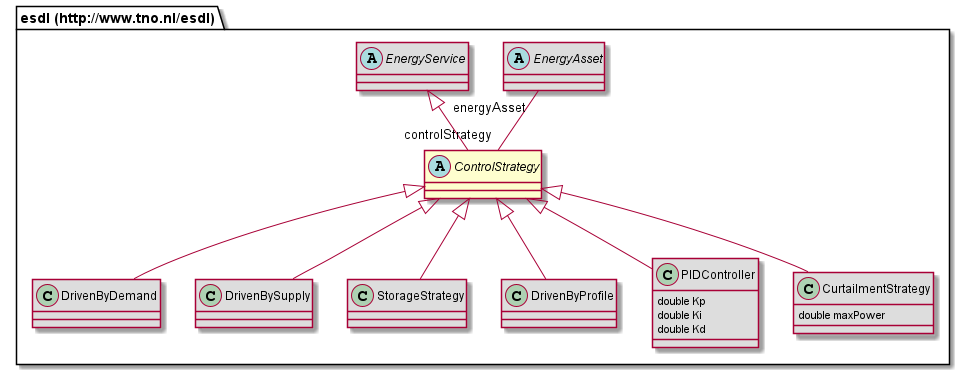 esdl (http://www.tno.nl/esdl)
A EnergyService
A EnergyAsset
energyAsset
controlStrategy
A ControlStrategy
C DrivenByDemand
C DrivenBySupply
C StorageStrategy
C DrivenByProfile
C PIDController
double Kp
double Ki
double Kd
C CurtailmentStrategy
double maxPower